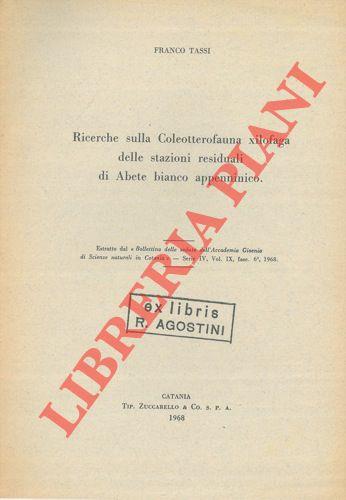 FRANCO TASSI
Ricerche sulla Coleotterofauna xilofaga
delle stazioni residuali
di Abete bianco appenninico.
Estratto dal « Bollettino delle sedute dell'Accademia Gioenia
di Scienze naturali in Catania » — Serie IV, Vol. IX, fasc. 6°, 1968.
ex libris
R. AGOSTINI
LIBRERIA PIANI
CATANIA
TIP. ZUCCARELLO & CO. S. P. A.
1968